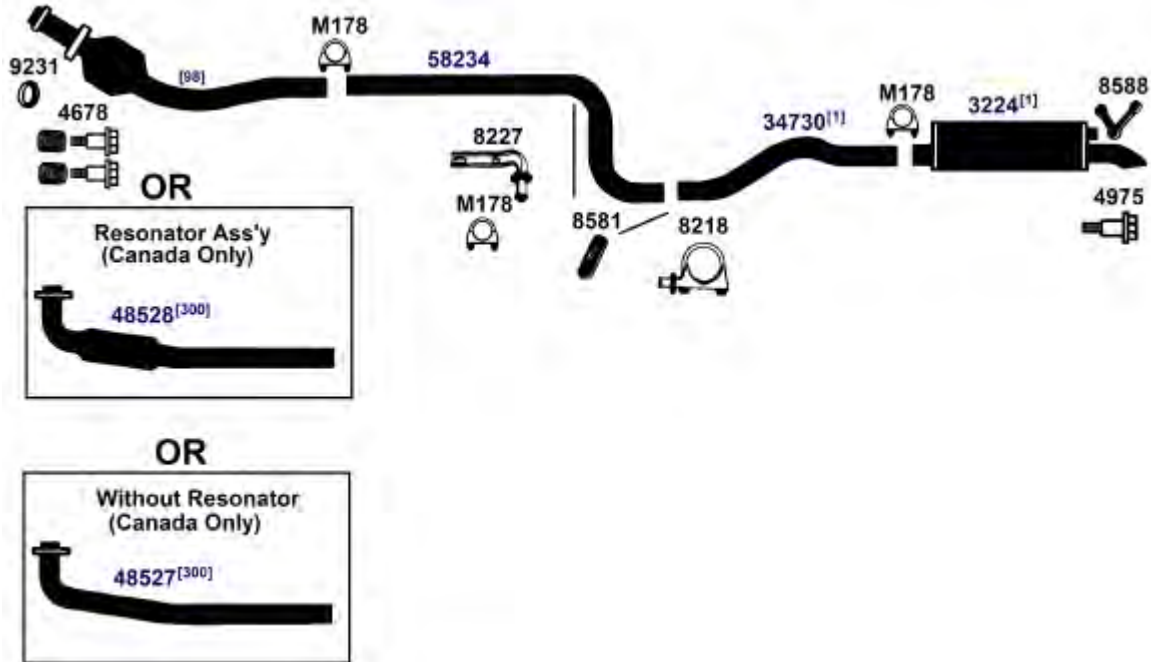 M178
9231
[98]
58234
4678
8227
M178
34730[1]
M178
3224[1]
8588
8581
8218
4975
OR
Resonator Ass'y
(Canada Only)
48528[300]
OR
Without Resonator
(Canada Only)
48527[300]